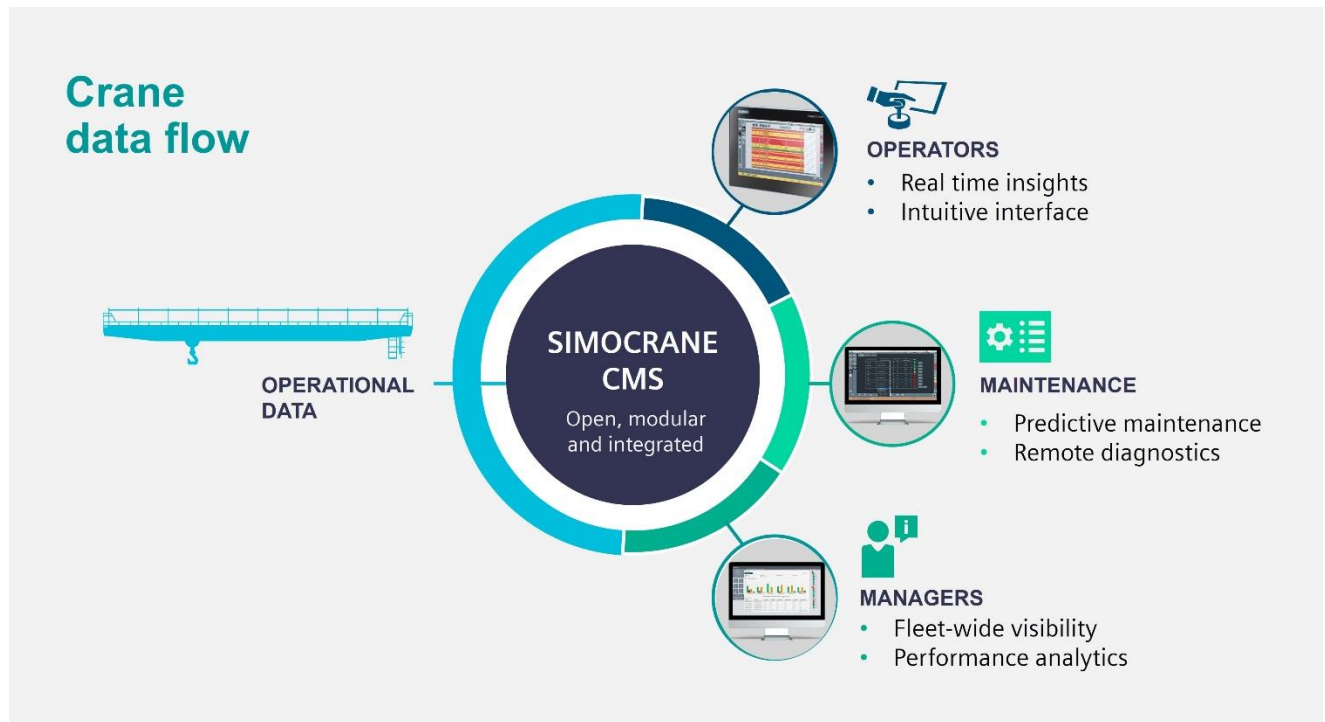 Crane
data flow
OPERATORS
• Real time insights
• Intuitive interface
SIMOCRANE
CMS
Open, modular
and integrated
OPERATIONAL
DATA
MAINTENANCE
• Predictive maintenance
• Remote diagnostics
MANAGERS
• Fleet-wide visibility
• Performance analytics